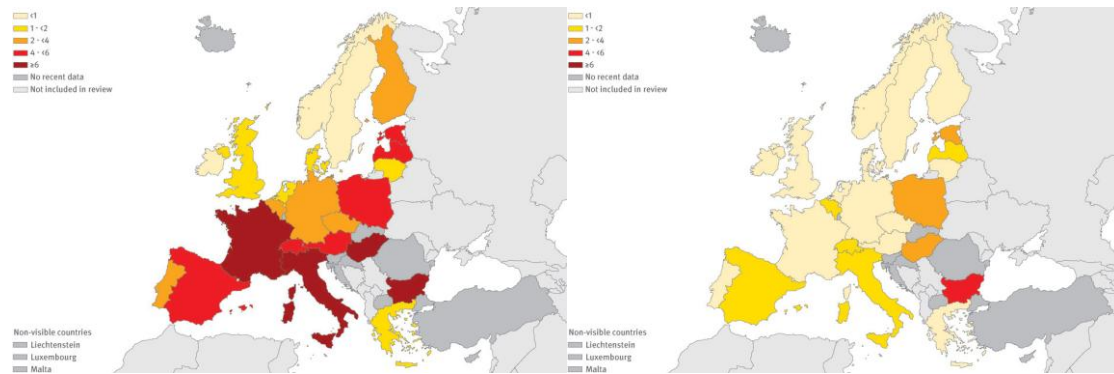 <1
1 - <2
2 - <4
4 - <6
≥6
No recent data
Not included in review
Non-visible countries
Liechtenstein
Luxembourg
Malta
<1
1 - <2
2 - <4
4 - <6
≥6
No recent data
Not included in review
Non-visible countries
Liechtenstein
Luxembourg
Malta